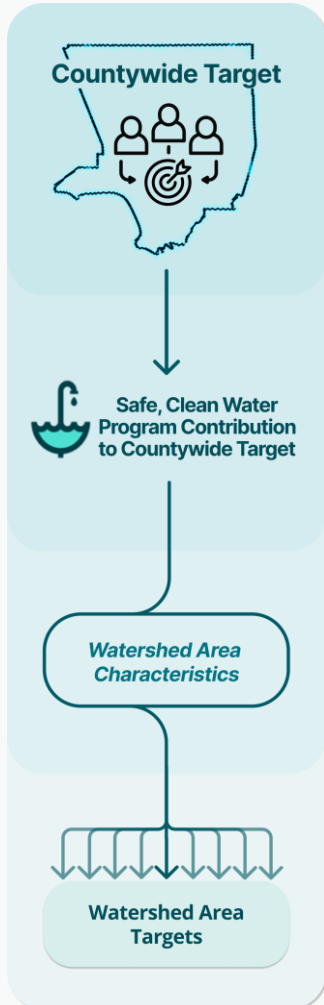 Countywide Target
Safe, Clean Water
Program Contribution
to Countywide Target
Watershed Area
Characteristics
Watershed Area
Targets